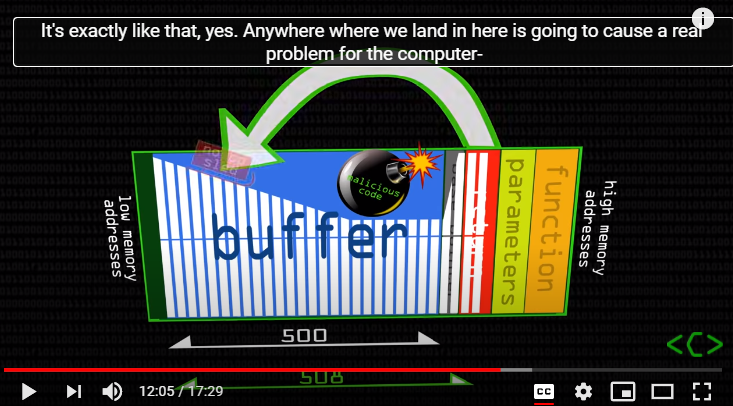 It's exactly like that, yes. Anywhere where we land in here is going to cause a real
problem for the computer-
malicious
code
low memory
addresses
buffer
return
parameters
function
high memory
addresses
500
<C>
508
CC
12:05 / 17:29